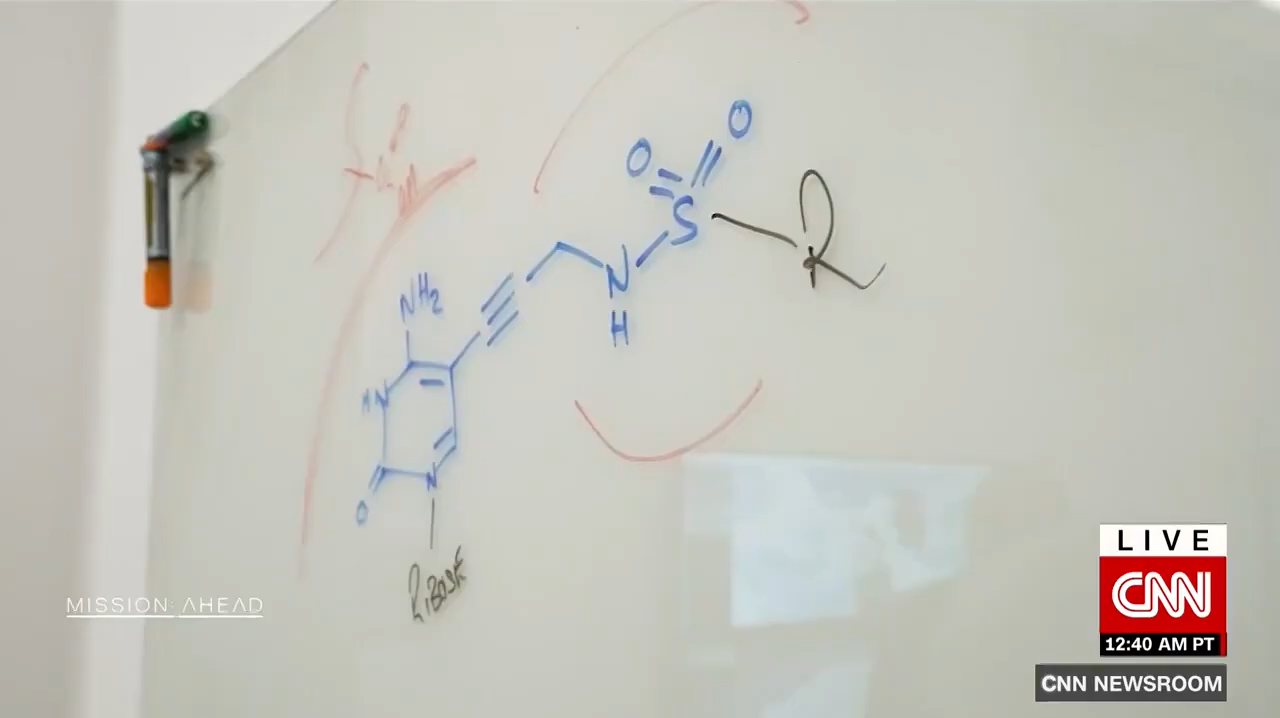 O
O
S
R
N
H
NH₂
HN
N
O
RIBOSE
MISSION: AHEAD
LIVE
CNN
12:40 AM PT
CNN NEWSROOM